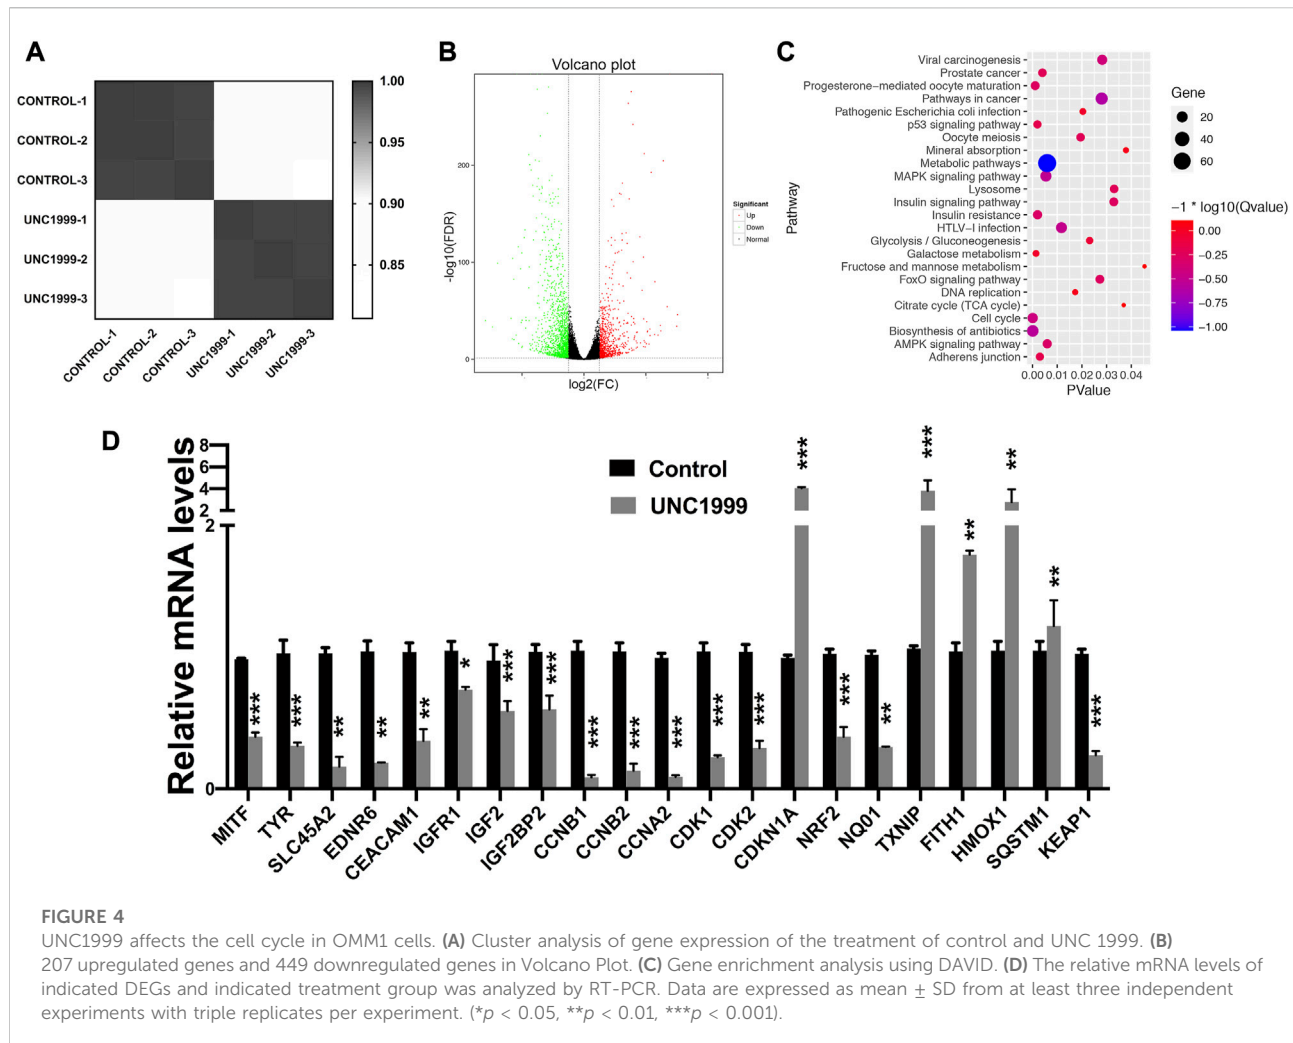 A
CONTROL-1
CONTROL-2
CONTROL-3
UNC1999-1
UNC1999-2
UNC1999-3
CONTROL-1
CONTROL-2
CONTROL-3
UNC1999-1
UNC1999-2
UNC1999-3
1.00
0.95
0.90
0.85
B
Volcano plot
-log10(FDR)
200
100
0
log2(FC)
Significant
Up
Down
Normal
C
Pathway
Viral carcinogenesis
Prostate cancer
Progesterone-mediated oocyte maturation
Pathways in cancer
Pathogenic Escherichia coli infection
p53 signaling pathway
Oocyte meiosis
Mineral absorption
Metabolic pathways
MAPK signaling pathway
Lysosome
Insulin signaling pathway
Insulin resistance
HTLV-I infection
Glycolysis / Gluconeogenesis
Galactose metabolism
Fructose and mannose metabolism
FoxO signaling pathway
DNA replication
Citrate cycle (TCA cycle)
Cell cycle
Biosynthesis of antibiotics
AMPK signaling pathway
Adherens junction
0.00 0.01 0.02 0.03 0.04
PValue
Gene
20
40
60
-1 * log10(Qvalue)
0.00
-0.25
-0.50
-0.75
-1.00
D
Relative mRNA levels
8
6
4
2
2
0
Control
UNC1999
*** *** ** ** ** * *** *** *** *** *** *** *** *** *** ** *** ** ** ** ***
MITF
TYR
SLC45A2
EDNR6
CEACAM1
IGFR1
IGF2
IGF2BP2
CCNB1
CCNB2
CCNA2
CDK1
CDK2
CDKN1A
NRF2
NQ01
TXNIP
FITH1
HMOX1
SQSTM1
KEAP1
FIGURE 4
UNC1999 affects the cell cycle in OMM1 cells. (A) Cluster analysis of gene expression of the treatment of control and UNC 1999. (B)
207 upregulated genes and 449 downregulated genes in Volcano Plot. (C) Gene enrichment analysis using DAVID. (D) The relative mRNA levels of
indicated DEGs and indicated treatment group was analyzed by RT-PCR. Data are expressed as mean ± SD from at least three independent
experiments with triple replicates per experiment. (*p < 0.05, **p < 0.01, ***p < 0.001).